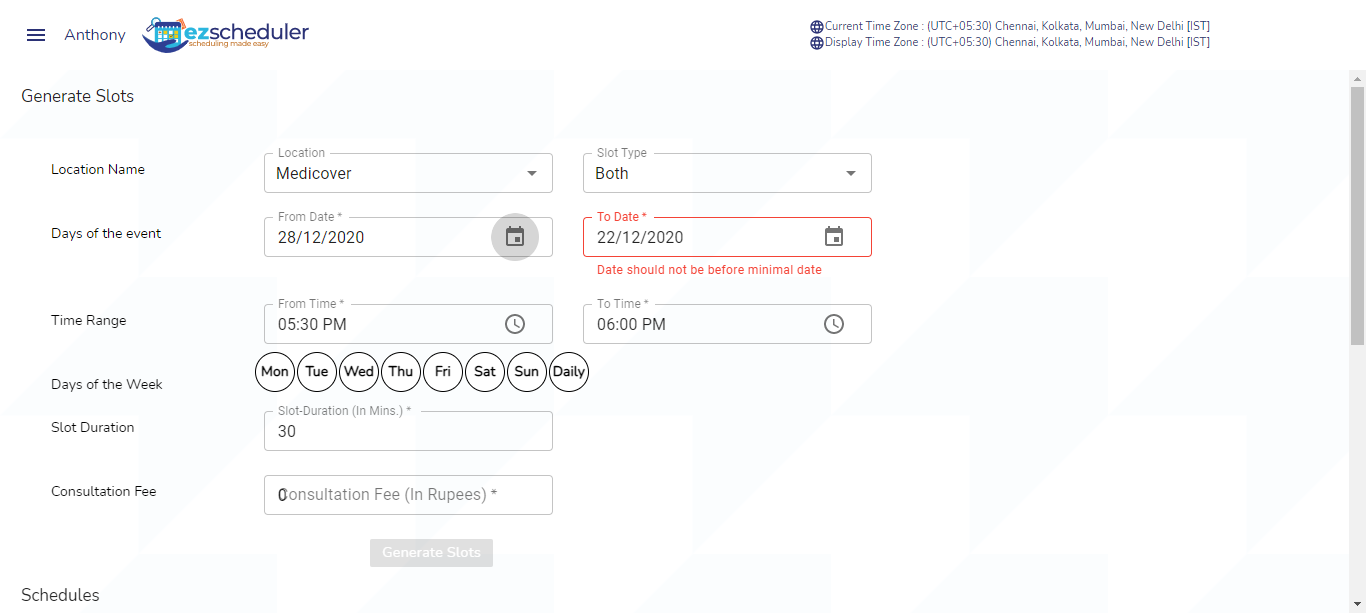 Anthony
ezscheduler
scheduling made easy
Current Time Zone : (UTC+05:30) Chennai, Kolkata, Mumbai, New Delhi [IST]
Display Time Zone : (UTC+05:30) Chennai, Kolkata, Mumbai, New Delhi [IST]
Generate Slots
Location Name
Location
Medicover
Slot Type
Both
Days of the event
From Date *
28/12/2020
To Date *
22/12/2020
Date should not be before minimal date
Time Range
From Time *
05:30 PM
To Time *
06:00 PM
Days of the Week
Mon Tue Wed Thu Fri Sat Sun Daily
Slot Duration
Slot-Duration (In Mins.) *
30
Consultation Fee
0
Consultation Fee (In Rupees) *
Generate Slots
Schedules